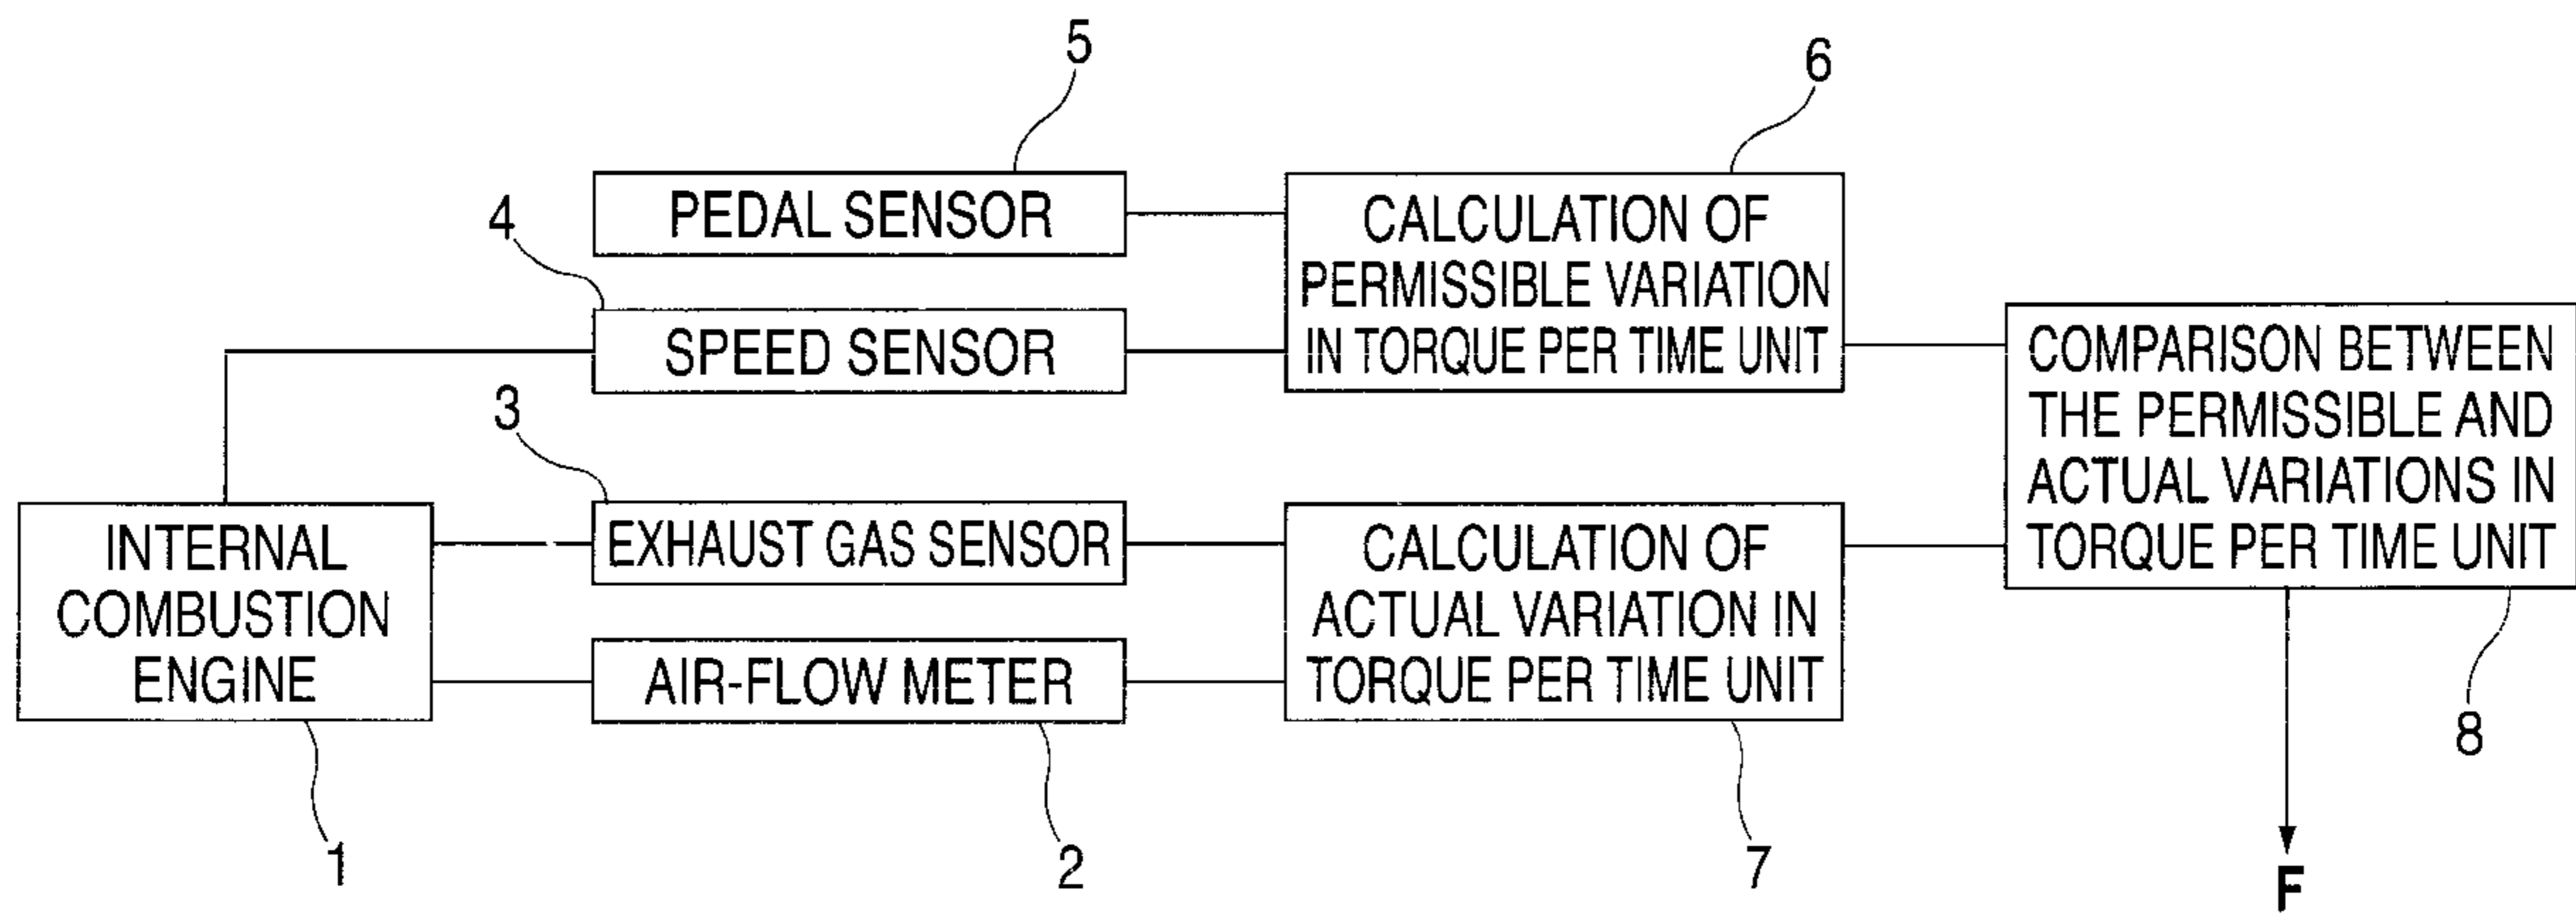 5
6
4
PEDAL SENSOR
CALCULATION OF
PERMISSIBLE VARIATION
IN TORQUE PER TIME UNIT
SPEED SENSOR
COMPARISON BETWEEN
THE PERMISSIBLE AND
ACTUAL VARIATIONS IN
TORQUE PER TIME UNIT
3
INTERNAL
COMBUSTION
ENGINE
EXHAUST GAS SENSOR
CALCULATION OF
ACTUAL VARIATION IN
TORQUE PER TIME UNIT
AIR-FLOW METER
8
1
2
7
F